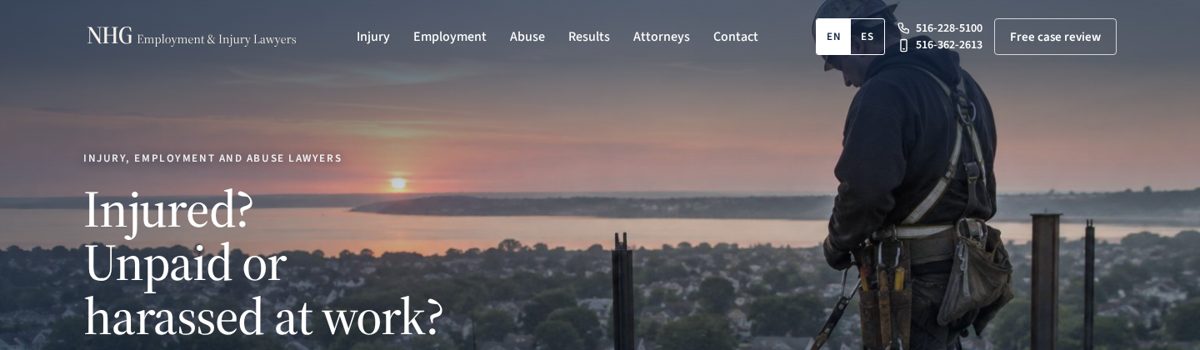 NHG Employment & Injury Lawyers
Injury
Employment
Abuse
Results
Attorneys
Contact
EN
ES
516-228-5100
516-362-2613
Free case review
INJURY, EMPLOYMENT AND ABUSE LAWYERS
Injured?
Unpaid or
harassed at work?